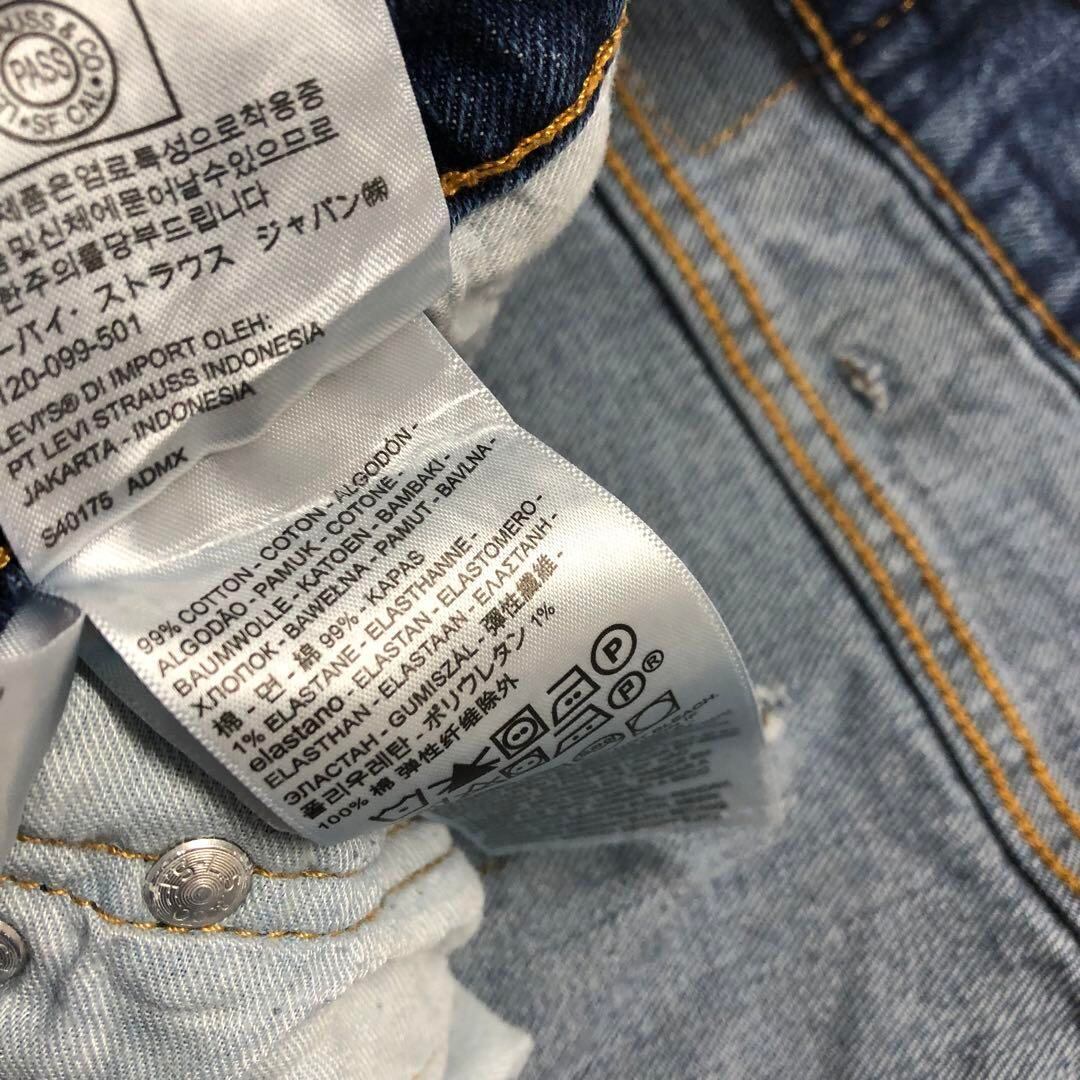 USS & CO
PASS
SF CAL
제품은염료특성으로착용중
및신체에묻어날수있으므로
한주의를당부드립니다
ーバイ・ストラウス ジャパン㈱
120-099-501
LEVI'S® DI IMPORT OLEH:
PT LEVI STRAUSS INDONESIA
JAKARTA - INDONESIA
S40175 ADMX
99% COTTON - COTON - ALGODÓN -
ALGODÃO - PAMUK - COTONE -
BAUMWOLLE - KATOEN - BAMBAKI -
ХЛОПОК - BAWEŁNA - PAMUT - BAVLNA -
棉 - 면 - 綿 99% - KAPAS
1% ELASTANE - ELASTHANNE -
elastano - ELASTAN - ELASTOMERO -
ELASTHAN - ELASTAAN - ΕΛΑΣΤΑΝΗ -
ЭЛАСТАН - GUMISZÁL - 彈性纖維 -
폴리우레탄 - ポリウレタン 1%
100% 棉 弹性纤维除外
P
P ®